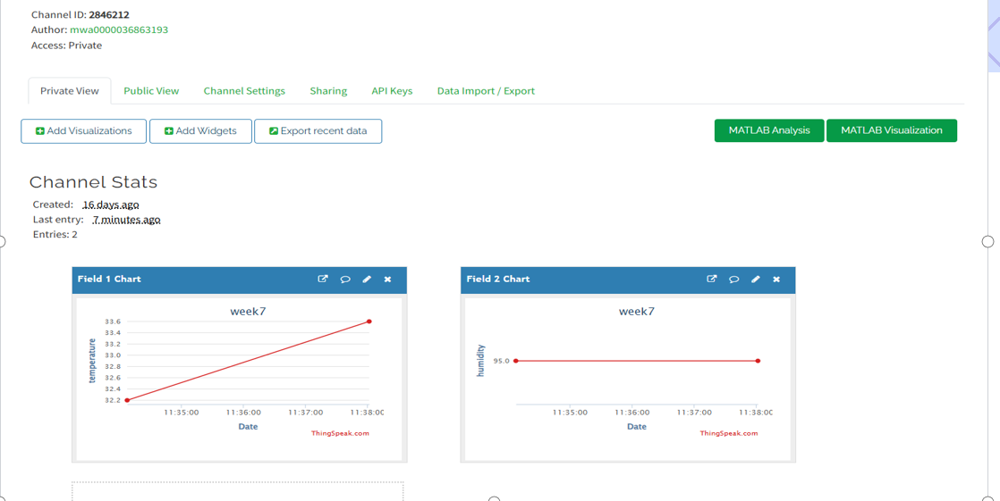 Channel ID: 2846212
Author: mwa0000036863193
Access: Private
Private View Public View Channel Settings Sharing API Keys Data Import / Export
Add Visualizations Add Widgets Export recent data MATLAB Analysis MATLAB Visualization
Channel Stats
Created: 16 days ago
Last entry: 7 minutes ago
Entries: 2
Field 1 Chart
week7
33.6
33.4
33.2
33.0
32.8
32.6
32.4
32.2
temperature
11:35:00 11:36:00 11:37:00 11:38:00
Date
ThingSpeak.com
Field 2 Chart
week7
95.0
humidity
11:35:00 11:36:00 11:37:00 11:38:00
Date
ThingSpeak.com